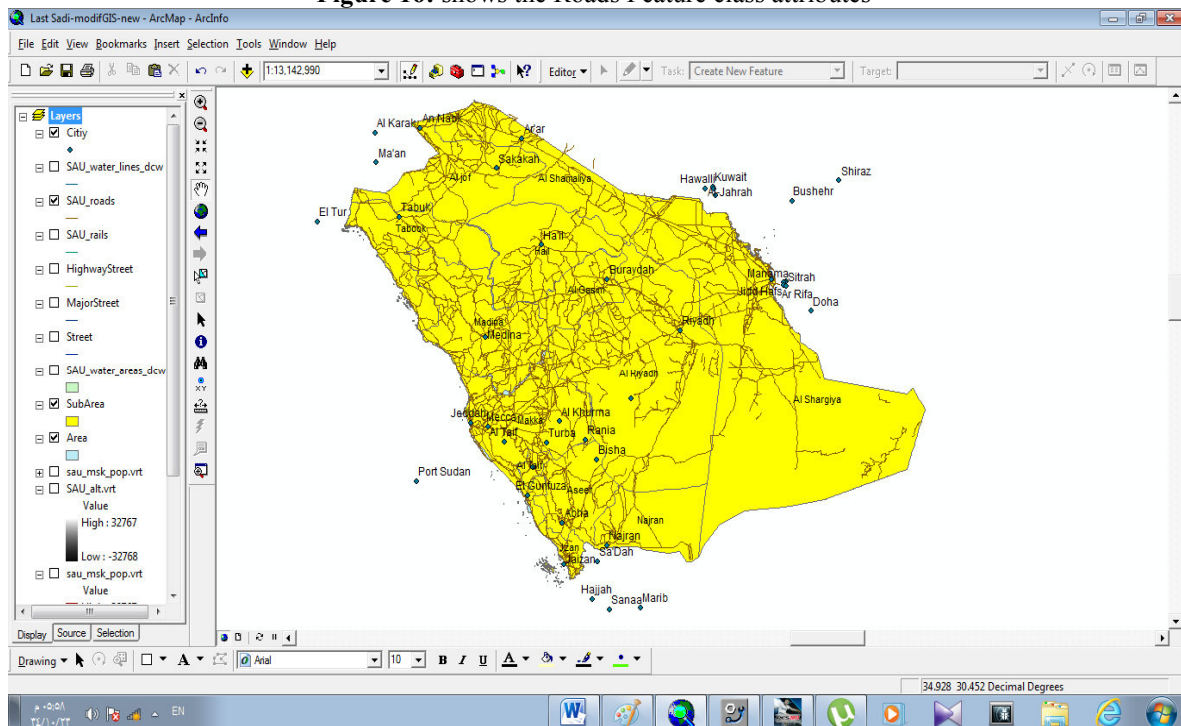 Figure 10: shows the Roads Feature class attributes
Last Sadi-modifGIS-new - ArcMap - ArcInfo
File Edit View Bookmarks Insert Selection Tools Window Help
1:13,142,990
Editor
Task: Create New Feature
Target:
Layers
Citiy
SAU_water_lines_dcw
SAU_roads
SAU_rails
HighwayStreet
MajorStreet
Street
SAU_water_areas_dcw
SubArea
Area
sau_msk_pop.vrt
SAU_alt.vrt
Value
High : 32767
Low : -32768
sau_msk_pop.vrt
Value
Display Source Selection
Al Karak
An Nabk
Ar'ar
Ma'an
Sakakah
Al jof
Al Shamaliya
Hawalli
Kuwait
Al Jahrah
Shiraz
Bushehr
El Tur
Tabuk
Tabook
Ha'il
Hail
Buraydah
Al Qasim
Manama
Sitrah
Jidd Hafs
Ar Rifa
Doha
Madina
Medina
Riyadh
Al Riyadh
Al Shargiya
Jeddah
Mecca
Makka
Al Khurma
Al Taif
Turba
Rania
Bisha
Port Sudan
El Gunfuza
Aseer
Abha
Najran
Najran
Jizan
Sa'Dah
Hajjah
Sanaa
Marib
Drawing
Arial
10
B I U A
34.928 30.452 Decimal Degrees
EN